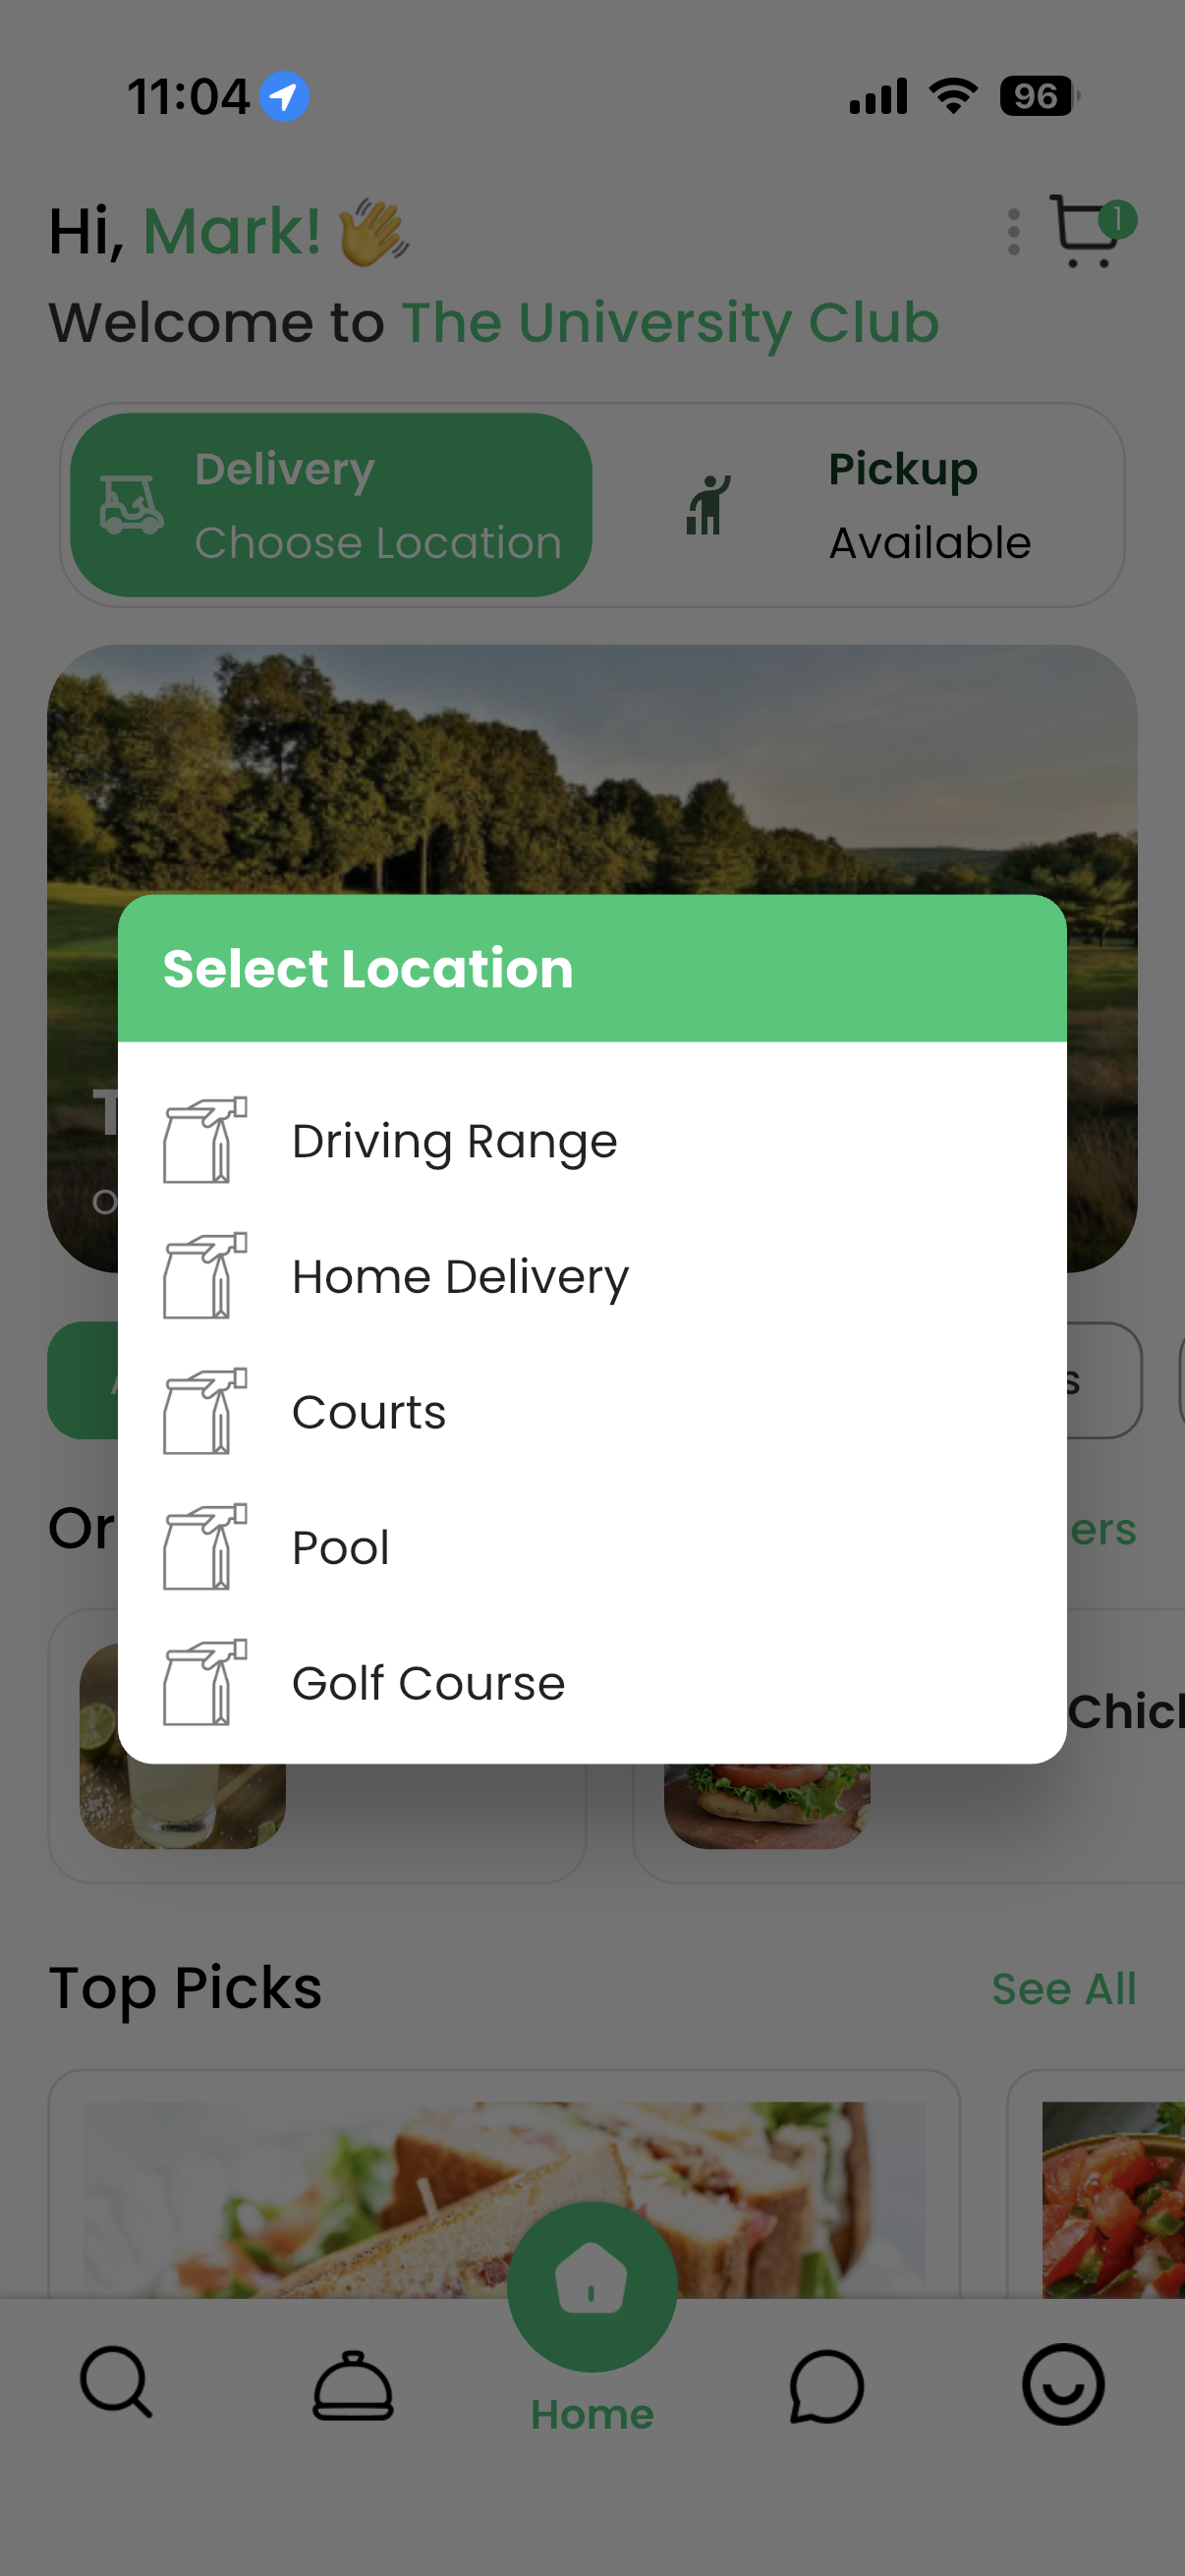 11:04
96
Hi, Mark! 👋
1
Welcome to The University Club
Delivery
Choose Location
Pickup
Available
Select Location
Driving Range
Home Delivery
Courts
Pool
Golf Course
Top Picks
See All
Home